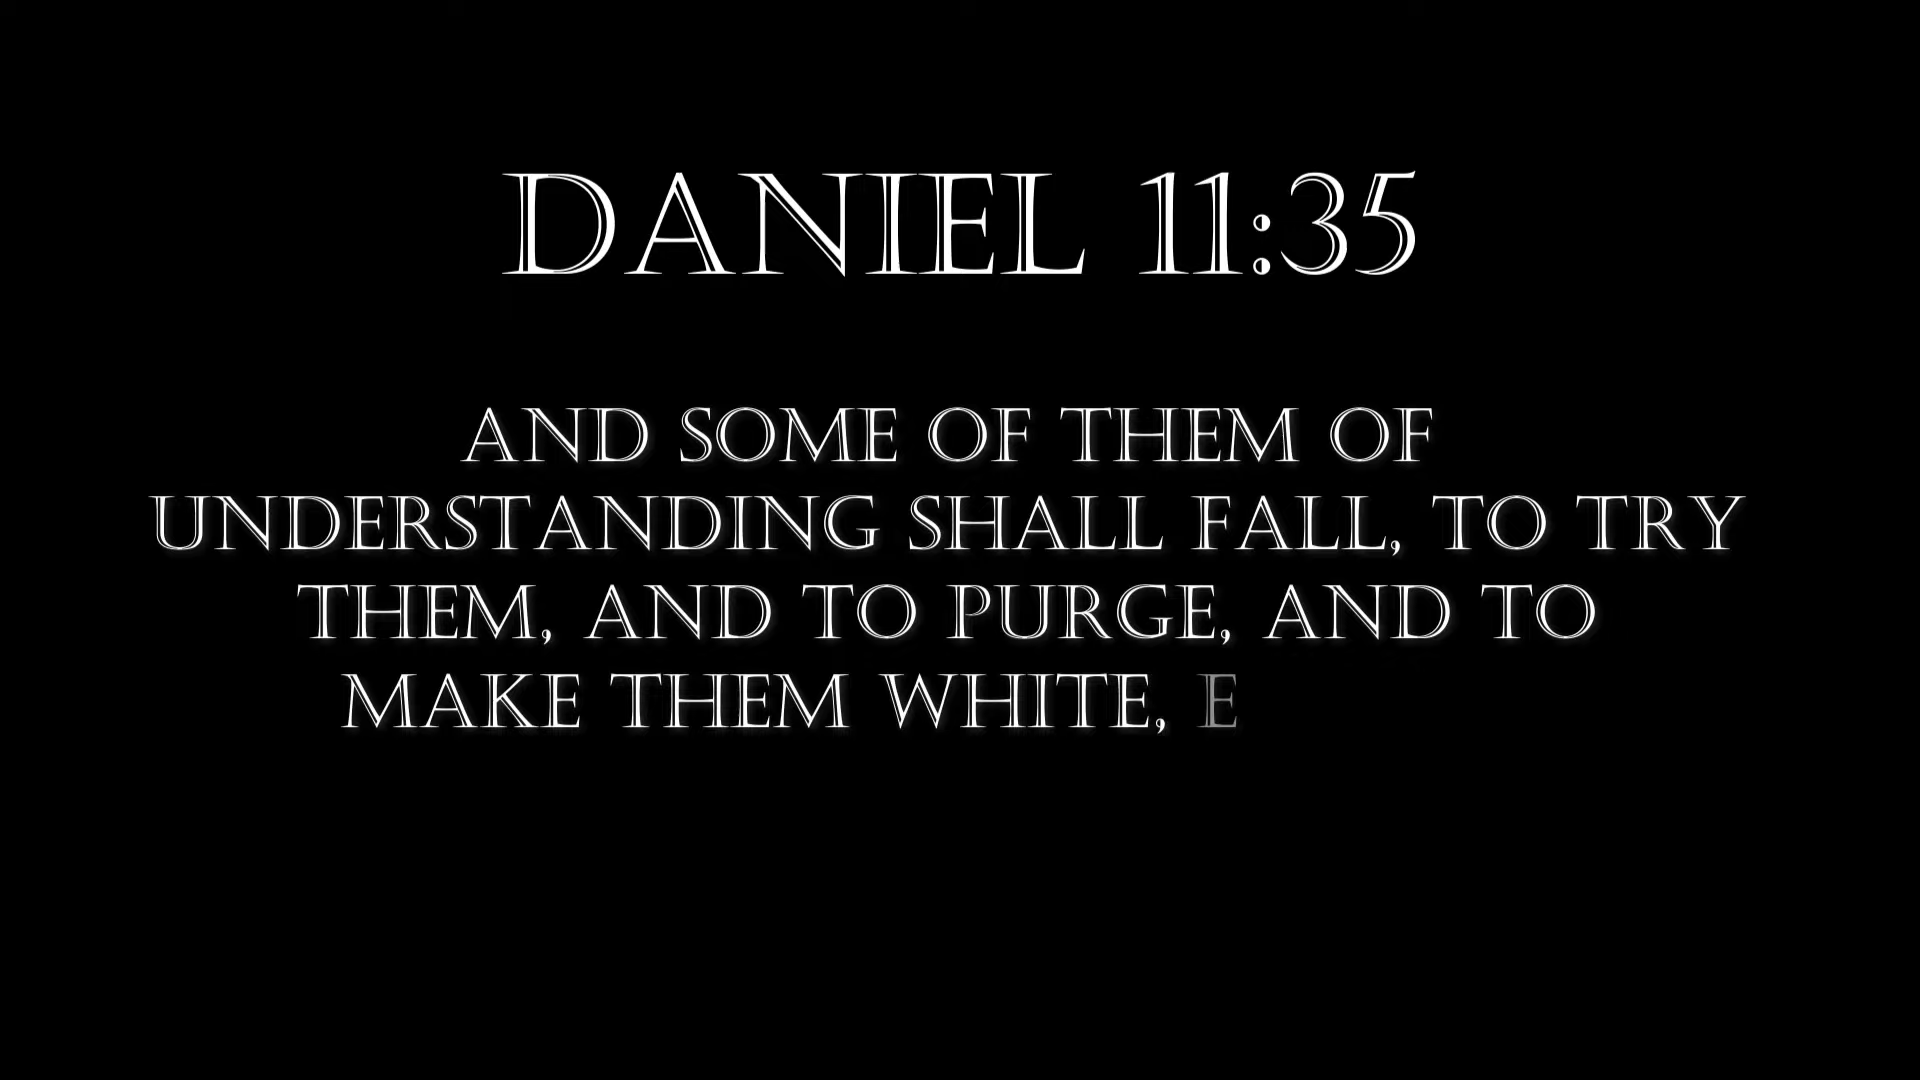 DANIEL 11:35
AND SOME OF THEM OF
UNDERSTANDING SHALL FALL, TO TRY
THEM, AND TO PURGE, AND TO
MAKE THEM WHITE, E